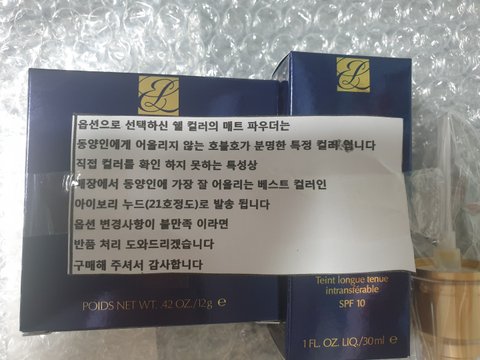 옵션으로 선택하신 쉘 컬러의 매트 파우더는
동양인에게 어울리지 않는 호불호가 분명한 특정 컬러 입니다
직접 컬러를 확인 하지 못하는 특성상
매장에서 동양인에 가장 잘 어울리는 베스트 컬러인
아이보리 누드(21호정도)로 발송 됩니다
옵션 변경사항이 불만족 이라면
반품 처리 도와드리겠습니다
구매해 주셔서 감사합니다
POIDS NET WT. .42 OZ./12g e
Teint longue tenue
intransférable
SPF 10
1 FL. OZ. LIQ./30 ml e